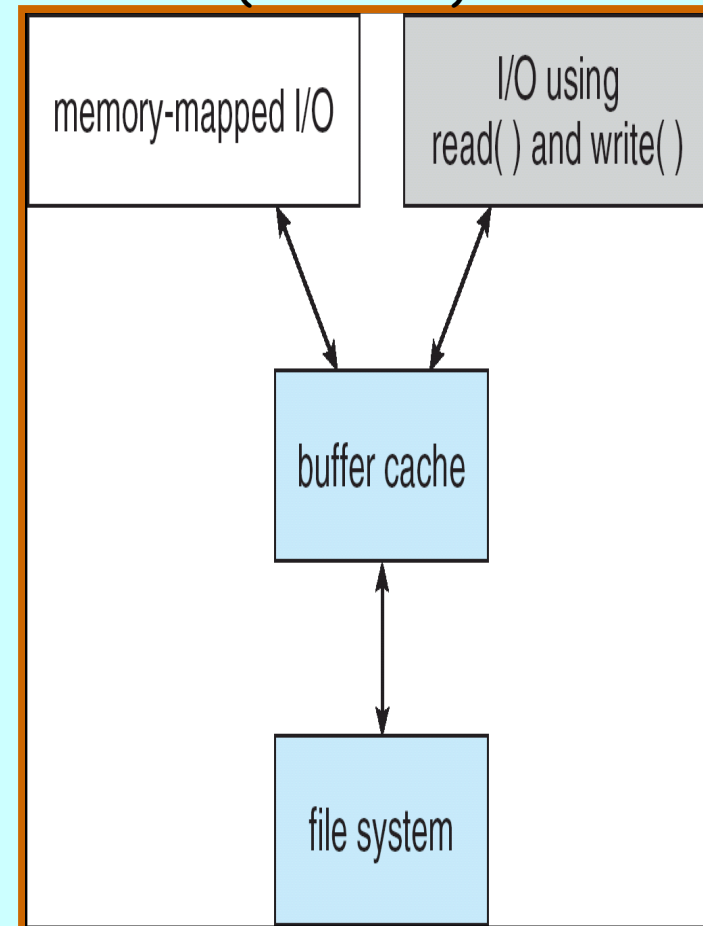 memory-mapped I/O
I/O using
read( ) and write( )
buffer cache
file system